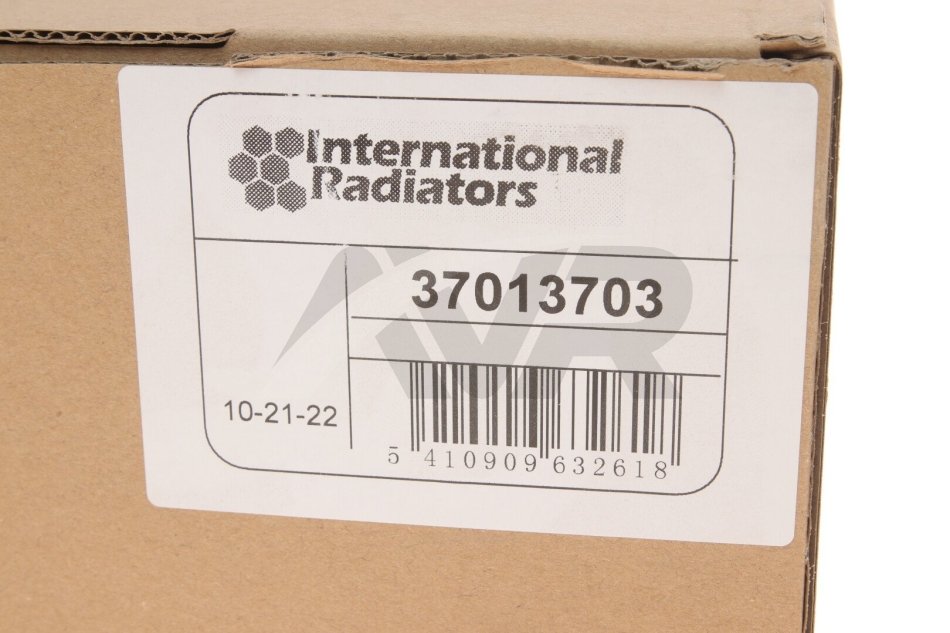 International
Radiators
37013703
10-21-22
5 410909 632618